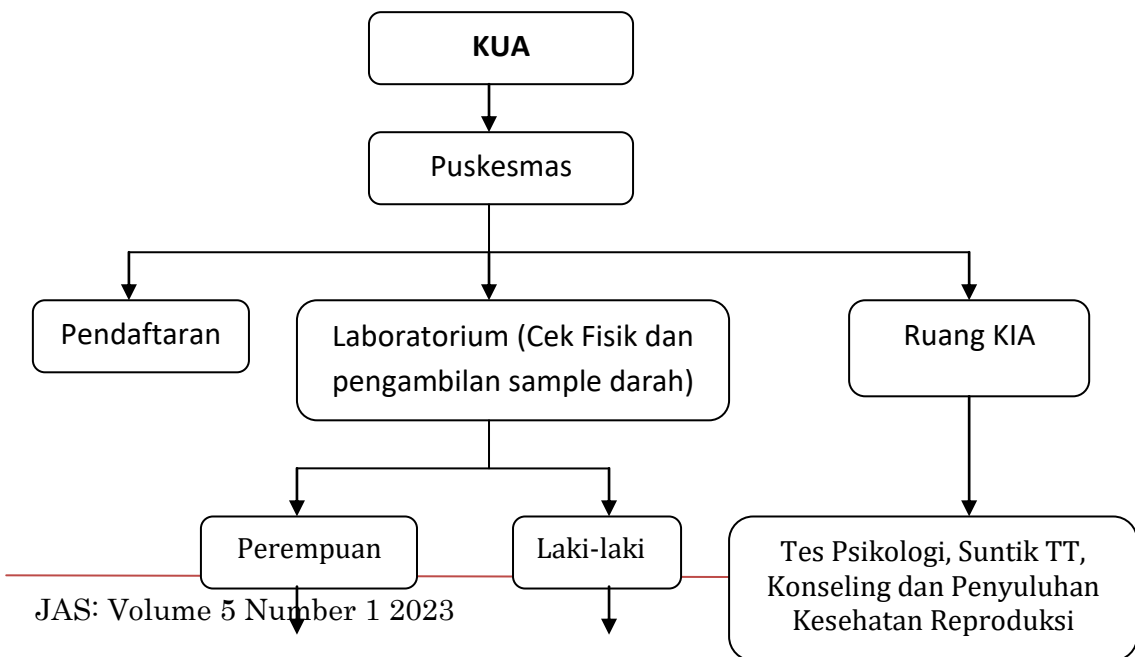 KUA
Puskesmas
Pendaftaran
Laboratorium (Cek Fisik dan
pengambilan sample darah)
Ruang KIA
Perempuan
Laki-laki
Tes Psikologi, Suntik TT,
Konseling dan Penyuluhan
Kesehatan Reproduksi
JAS: Volume 5 Number 1 2023